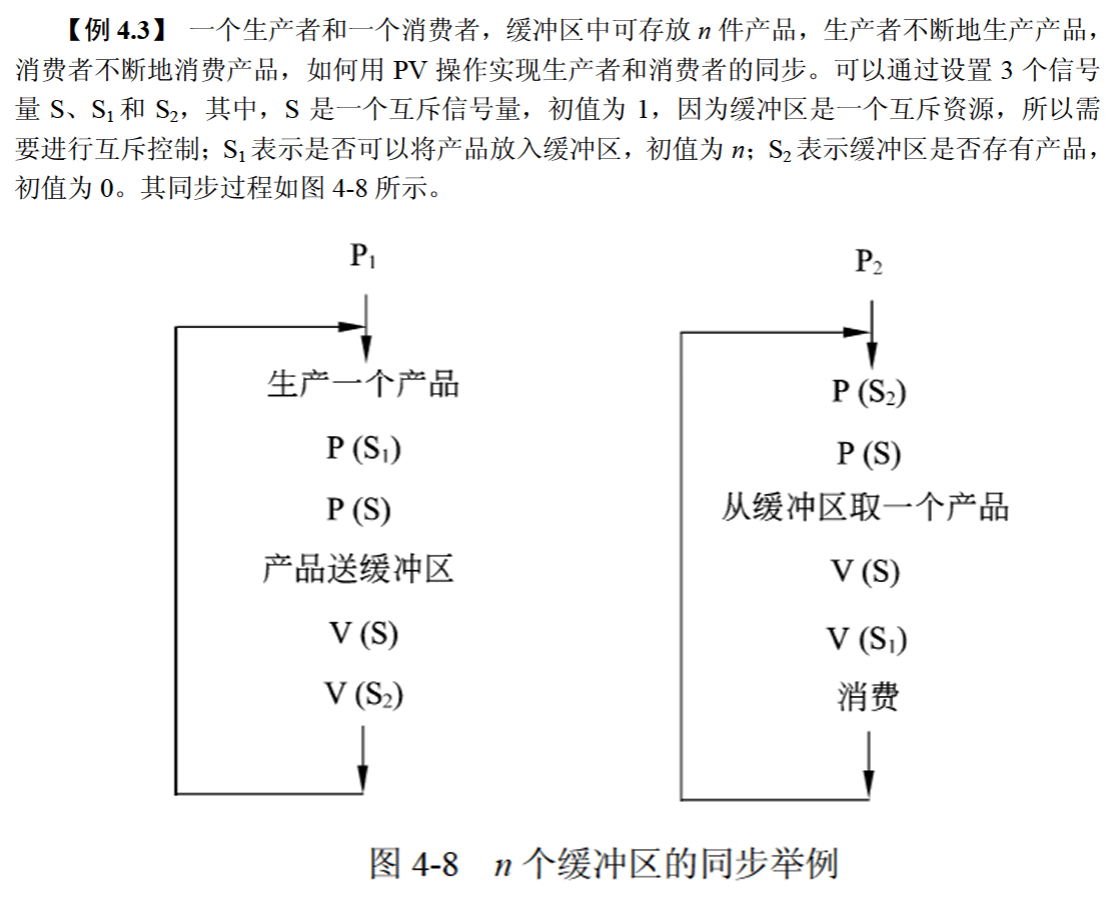 【例 4.3】 一个生产者和一个消费者，缓冲区中可存放 n 件产品，生产者不断地生产产品，
消费者不断地消费产品，如何用 PV 操作实现生产者和消费者的同步。可以通过设置 3 个信号
量 S、S₁和 S₂，其中，S 是一个互斥信号量，初值为 1，因为缓冲区是一个互斥资源，所以需
要进行互斥控制；S₁表示是否可以将产品放入缓冲区，初值为 n；S₂表示缓冲区是否存有产品，
初值为 0。其同步过程如图 4-8 所示。
P₁
生产一个产品
P (S₁)
P (S)
产品送缓冲区
V (S)
V (S₂)
P₂
P (S₂)
P (S)
从缓冲区取一个产品
V (S)
V (S₁)
消费
图 4-8 n 个缓冲区的同步举例